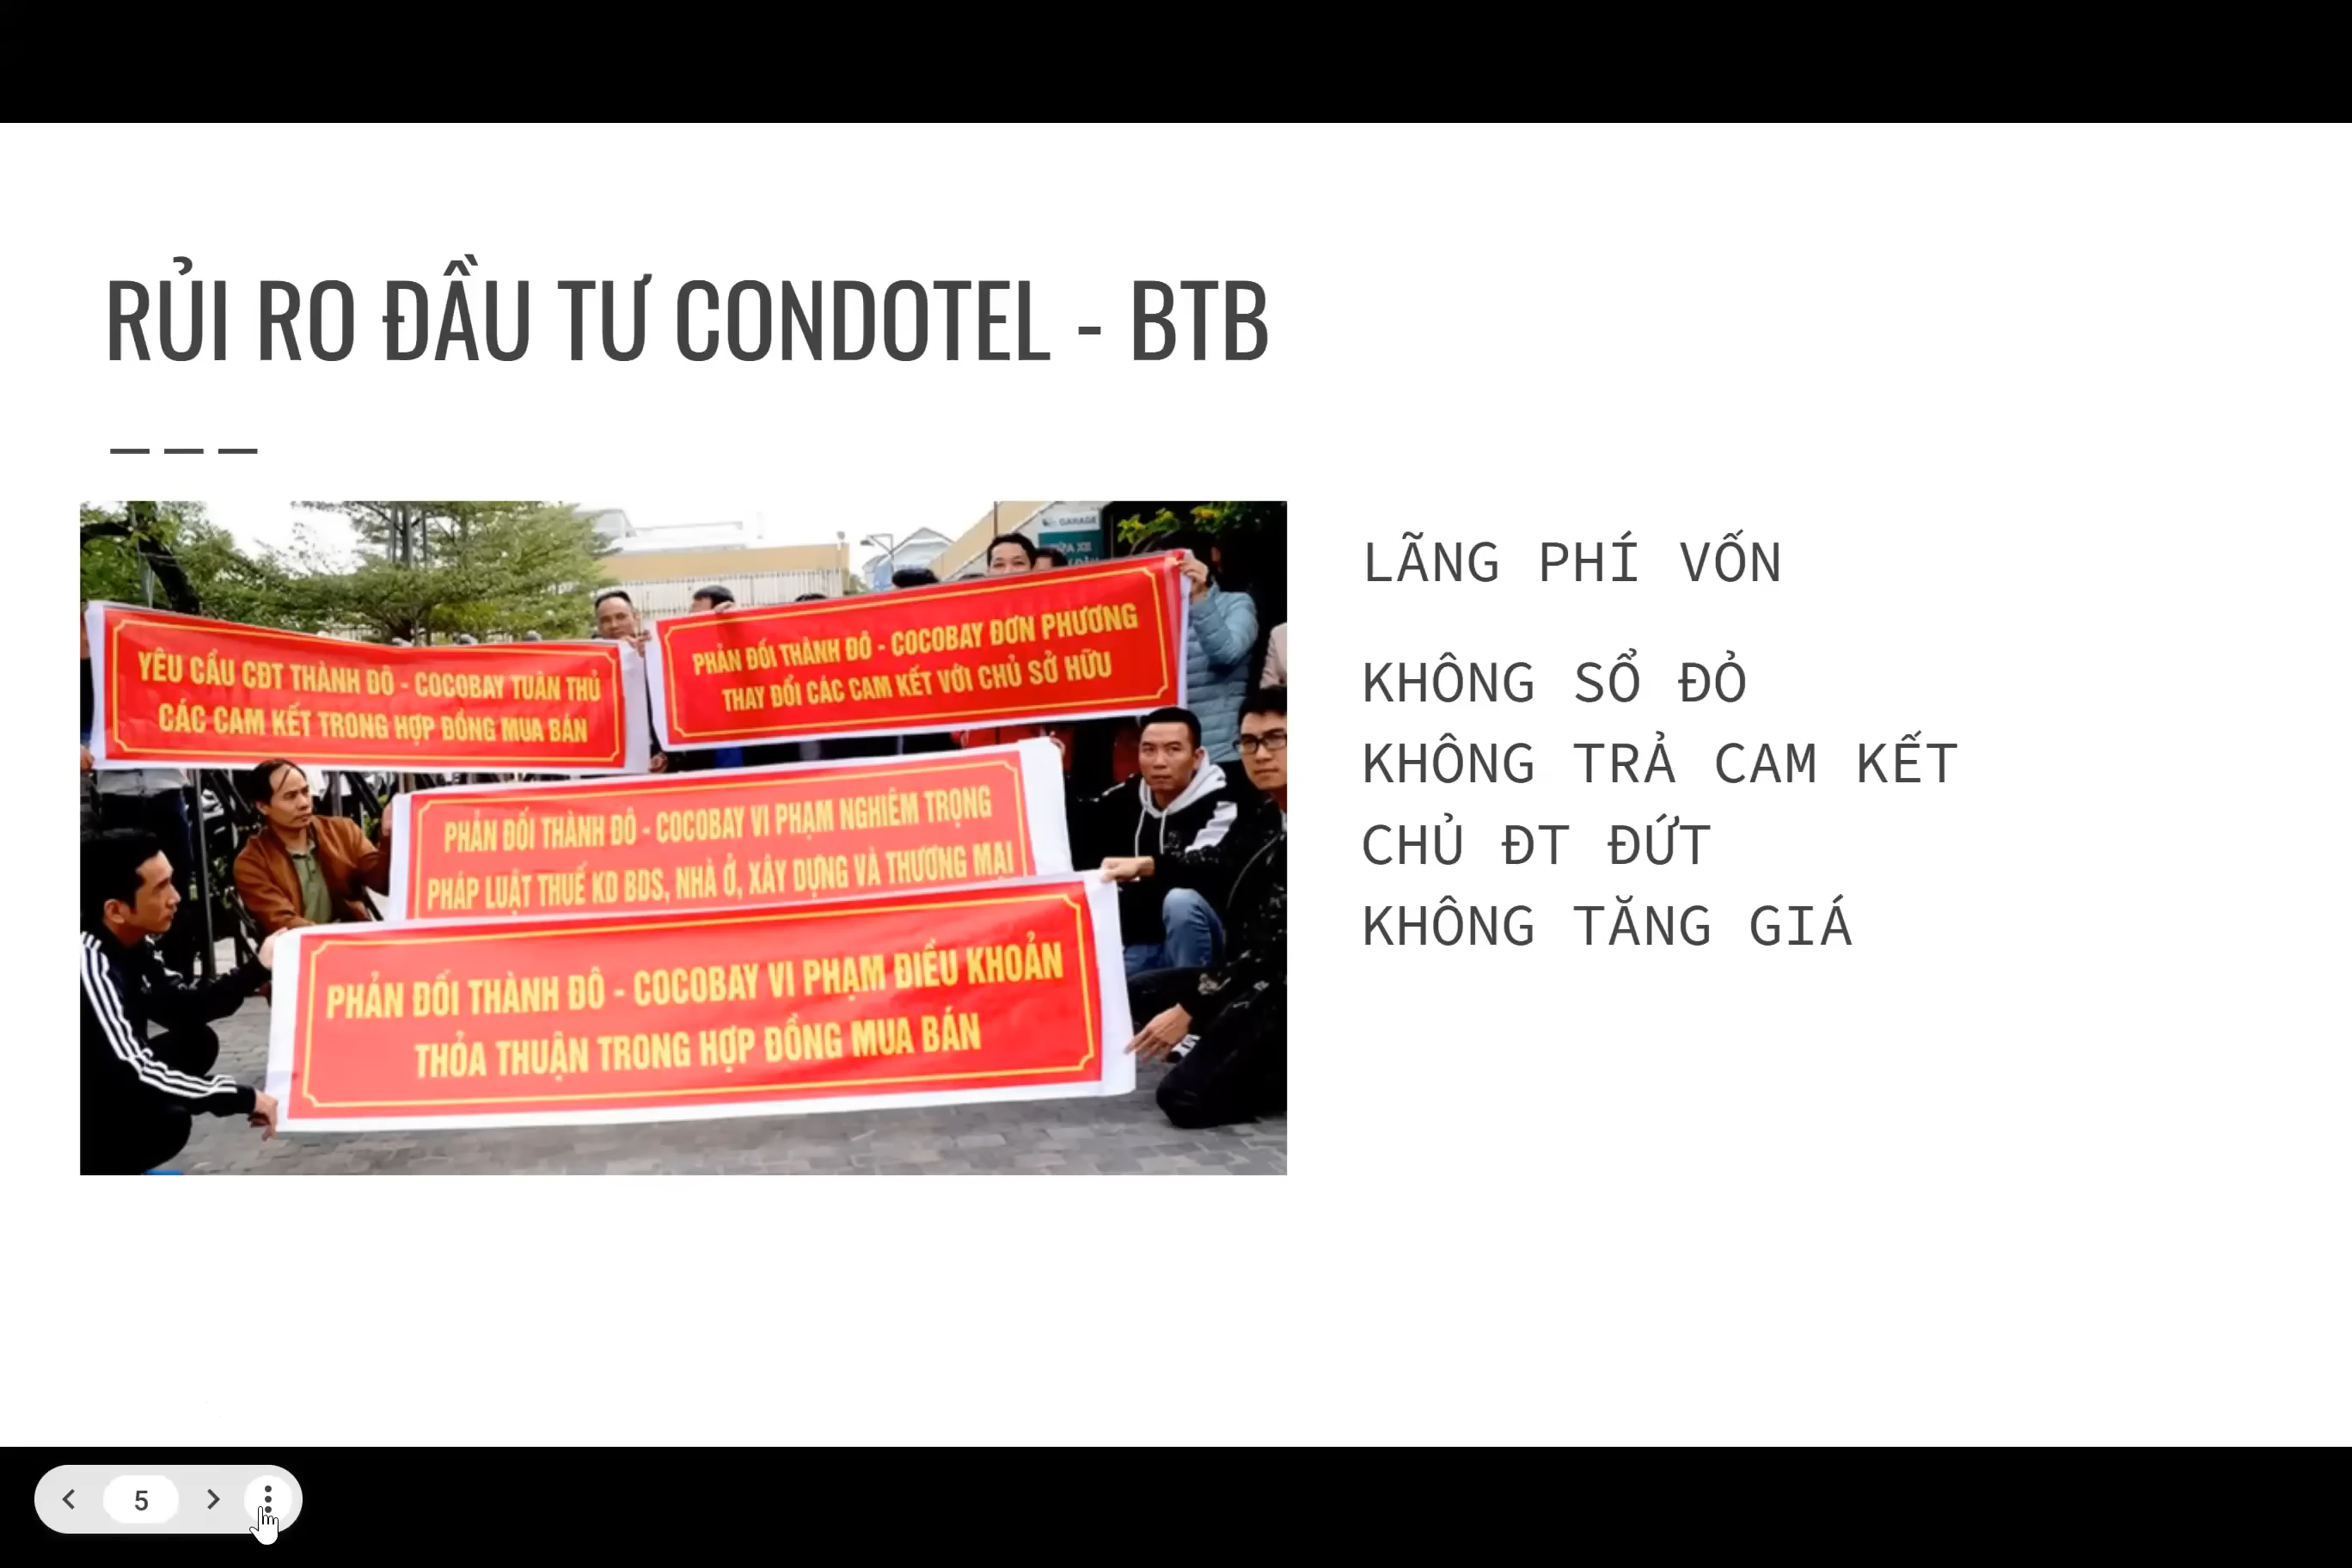 RỦI RO ĐẦU TƯ CONDOTEL - BTB
GARAGE
YÊU CẦU CĐT THÀNH ĐÔ - COCOBAY TUÂN THỦ
CÁC CAM KẾT TRONG HỢP ĐỒNG MUA BÁN
PHẢN ĐỐI THÀNH ĐÔ - COCOBAY ĐƠN PHƯƠNG
THAY ĐỔI CÁC CAM KẾT VỚI CHỦ SỞ HỮU
PHẢN ĐỐI THÀNH ĐÔ - COCOBAY VI PHẠM NGHIÊM TRỌNG
PHÁP LUẬT THUẾ KD BDS, NHÀ Ở, XÂY DỰNG VÀ THƯƠNG MẠI
PHẢN ĐỐI THÀNH ĐÔ - COCOBAY VI PHẠM ĐIỀU KHOẢN
THỎA THUẬN TRONG HỢP ĐỒNG MUA BÁN
LÃNG PHÍ VỐN
KHÔNG SỔ ĐỎ
KHÔNG TRẢ CAM KẾT
CHỦ ĐT ĐỨT
KHÔNG TĂNG GIÁ
5